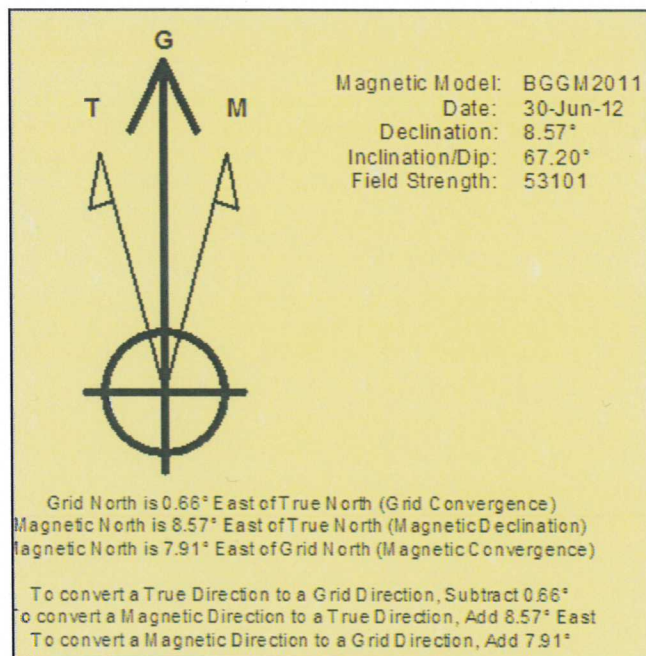 G
T M
Magnetic Model: BGGM2011
Date: 30-Jun-12
Declination: 8.57°
Inclination/Dip: 67.20°
Field Strength: 53101
Grid North is 0.66° East of True North (Grid Convergence)
Magnetic North is 8.57° East of True North (Magnetic Declination)
Magnetic North is 7.91° East of Grid North (Magnetic Convergence)
To convert a True Direction to a Grid Direction, Subtract 0.66°
To convert a Magnetic Direction to a True Direction, Add 8.57° East
To convert a Magnetic Direction to a Grid Direction, Add 7.91°